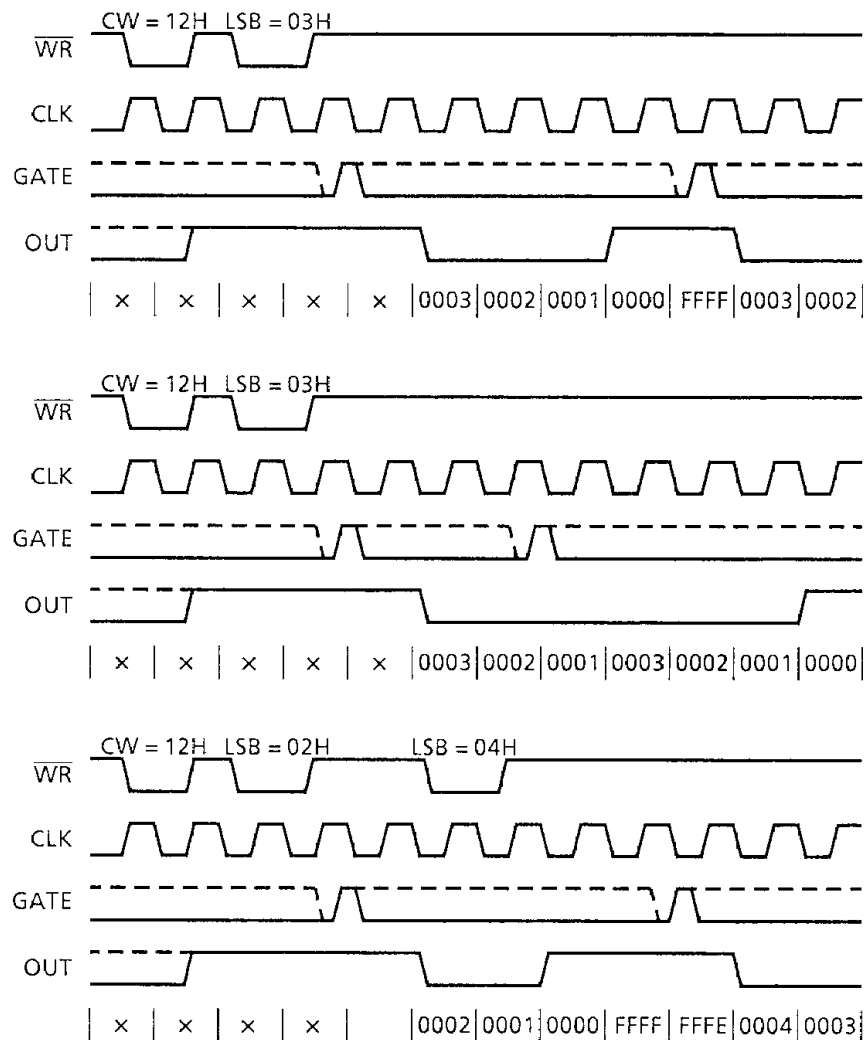 CW = 12H LSB = 03H
WR
CLK
GATE
OUT
| × | × | × | × | × |0003|0002|0001|0000|FFFF|0003|0002|
CW = 12H LSB = 03H
WR
CLK
GATE
OUT
| × | × | × | × | × |0003|0002|0001|0003|0002|0001|0000|
CW = 12H LSB = 02H LSB = 04H
WR
CLK
GATE
OUT
| × | × | × | × | |0002|0001|0000|FFFF|FFFE|0004|0003|